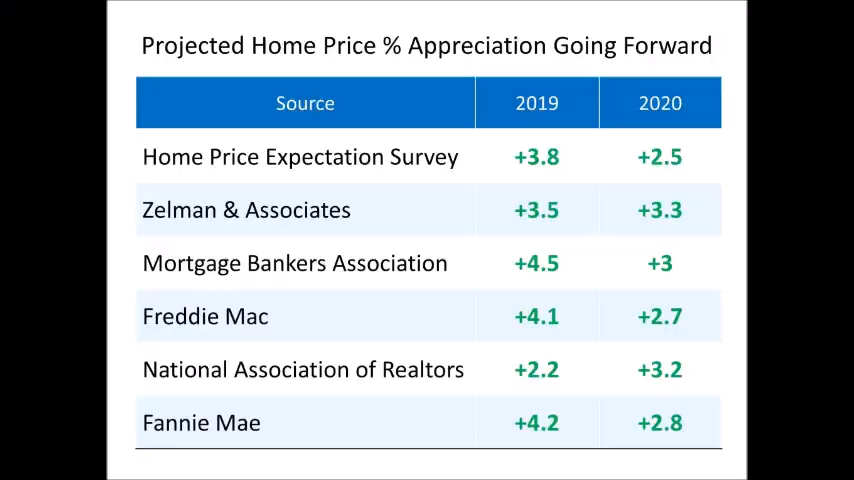 Projected Home Price % Appreciation Going Forward
Source 2019 2020
Home Price Expectation Survey +3.8 +2.5
Zelman & Associates +3.5 +3.3
Mortgage Bankers Association +4.5 +3
Freddie Mac +4.1 +2.7
National Association of Realtors +2.2 +3.2
Fannie Mae +4.2 +2.8